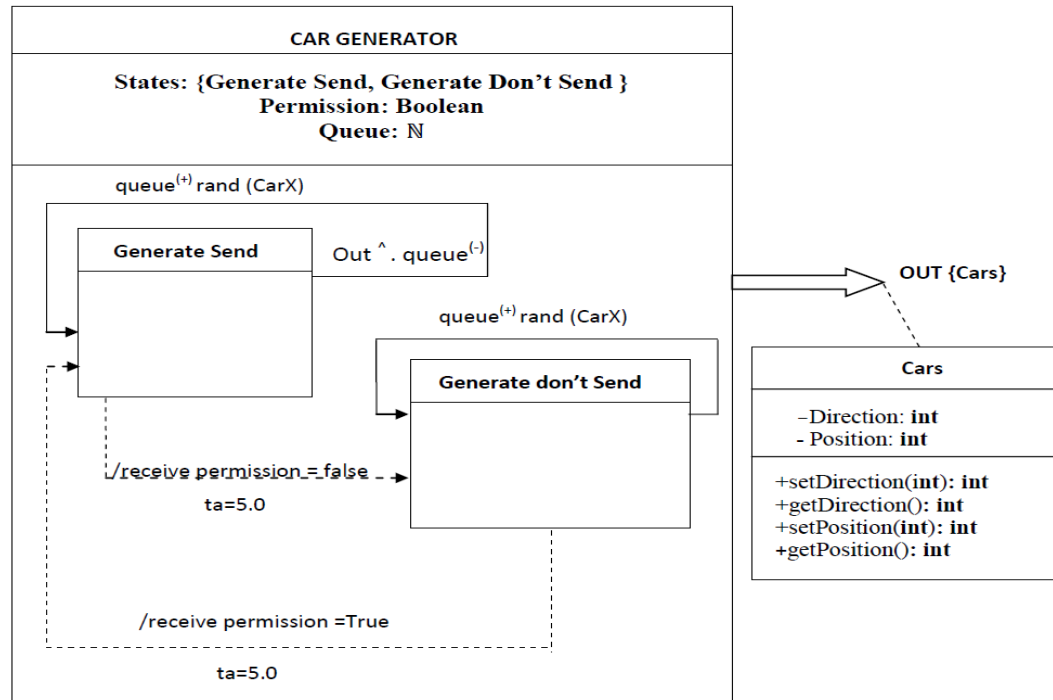 CAR GENERATOR
States: {Generate Send, Generate Don’t Send }
Permission: Boolean
Queue: ℕ
queue⁽⁺⁾ rand (CarX)
Generate Send
Out ^ . queue⁽⁻⁾
OUT {Cars}
queue⁽⁺⁾ rand (CarX)
Generate don’t Send
Cars
-Direction: int
- Position: int
/receive permission = false
ta=5.0
+setDirection(int): int
+getDirection(): int
+setPosition(int): int
+getPosition(): int
/receive permission =True
ta=5.0